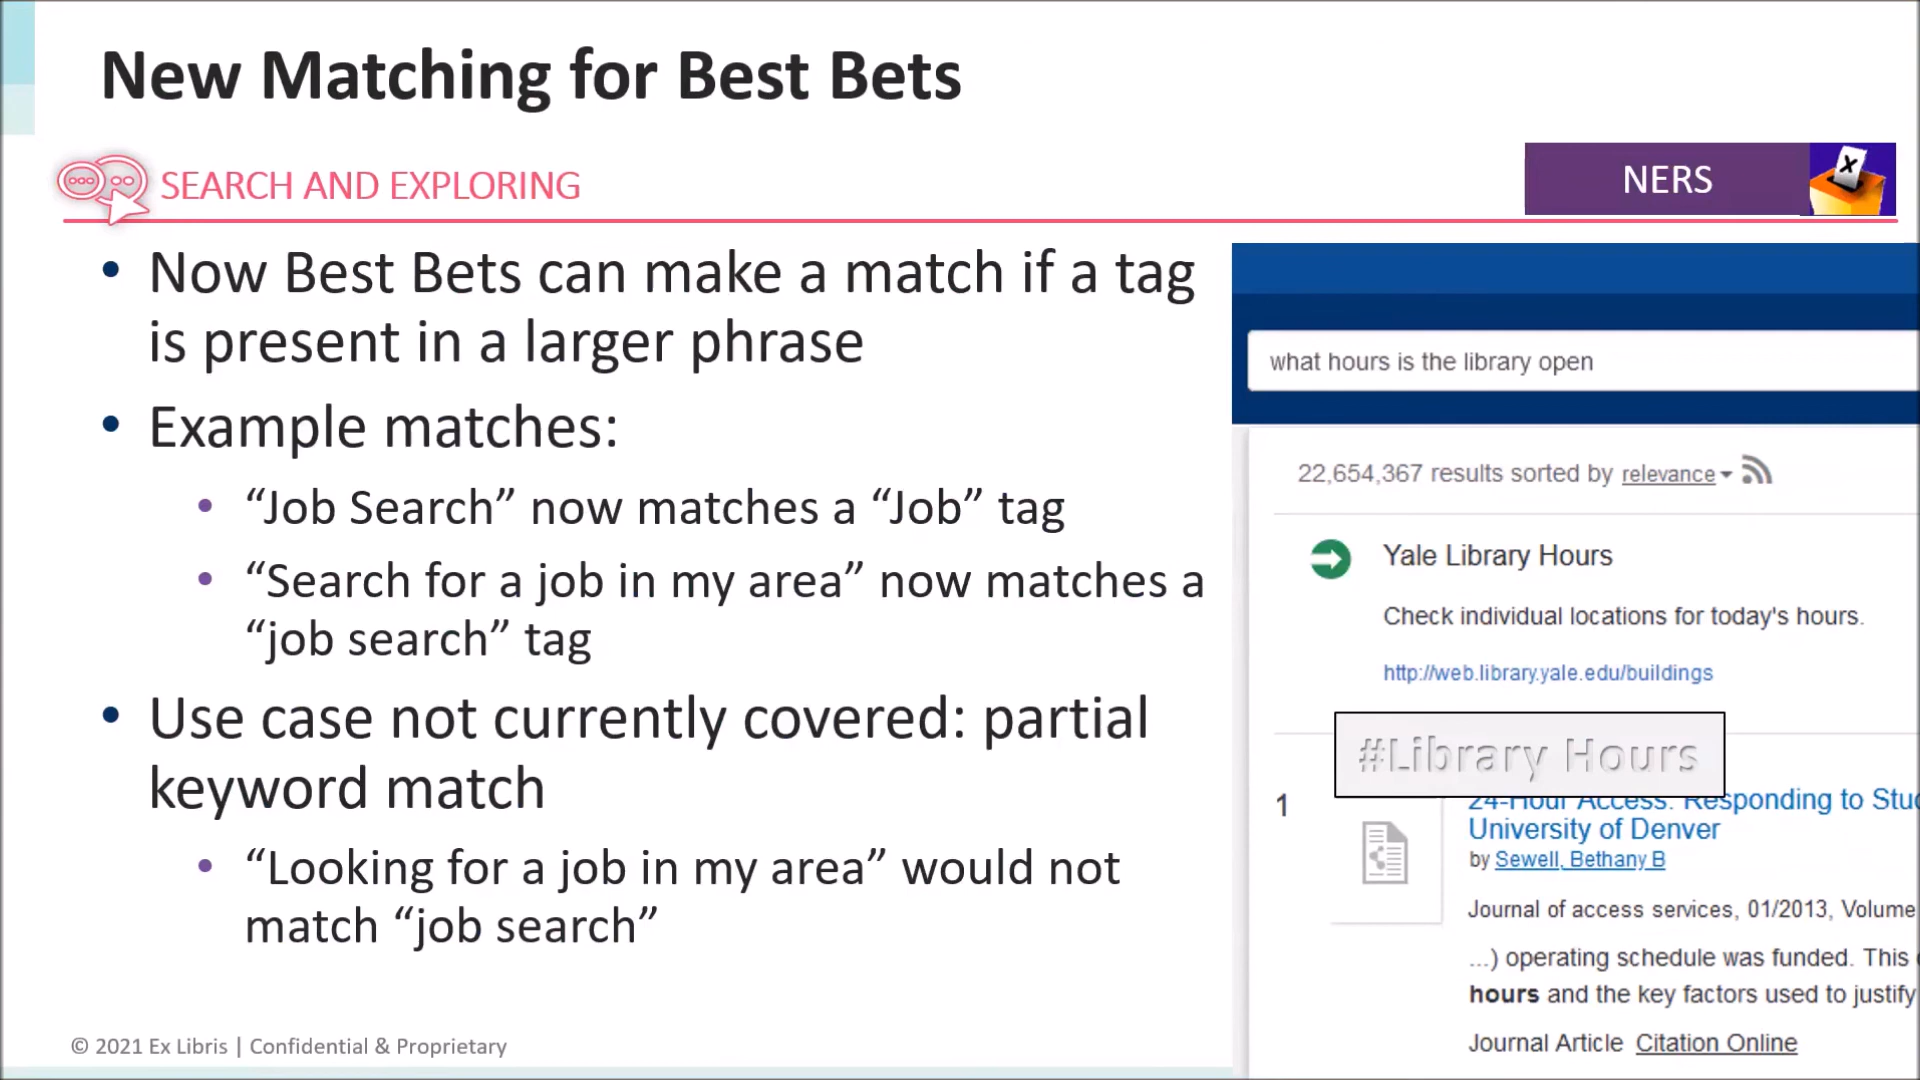 New Matching for Best Bets
SEARCH AND EXPLORING
NERS
X
• Now Best Bets can make a match if a tag
is present in a larger phrase
• Example matches:
• “Job Search” now matches a “Job” tag
• “Search for a job in my area” now matches a
“job search” tag
• Use case not currently covered: partial
keyword match
• “Looking for a job in my area” would not
match “job search”
© 2021 Ex Libris | Confidential & Proprietary
what hours is the library open
22,654,367 results sorted by relevance
Yale Library Hours
Check individual locations for today's hours.
http://web.library.yale.edu/buildings
#Library Hours
1
24-Hour Access: Responding to
University of Denver
by Sewell, Bethany B
Journal of access services, 01/2013, Volume
...) operating schedule was funded. This
hours and the key factors used to justify
Journal Article Citation Online